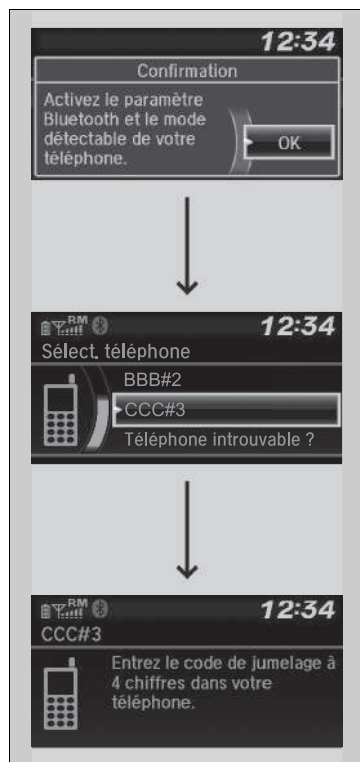 12:34
Confirmation
Activez le paramètre
Bluetooth et le mode
détectable de votre
téléphone.
OK
RM
12:34
Sélect. téléphone
BBB#2
CCC#3
Téléphone introuvable ?
RM
12:34
CCC#3
Entrez le code de jumelage à
4 chiffres dans votre
téléphone.